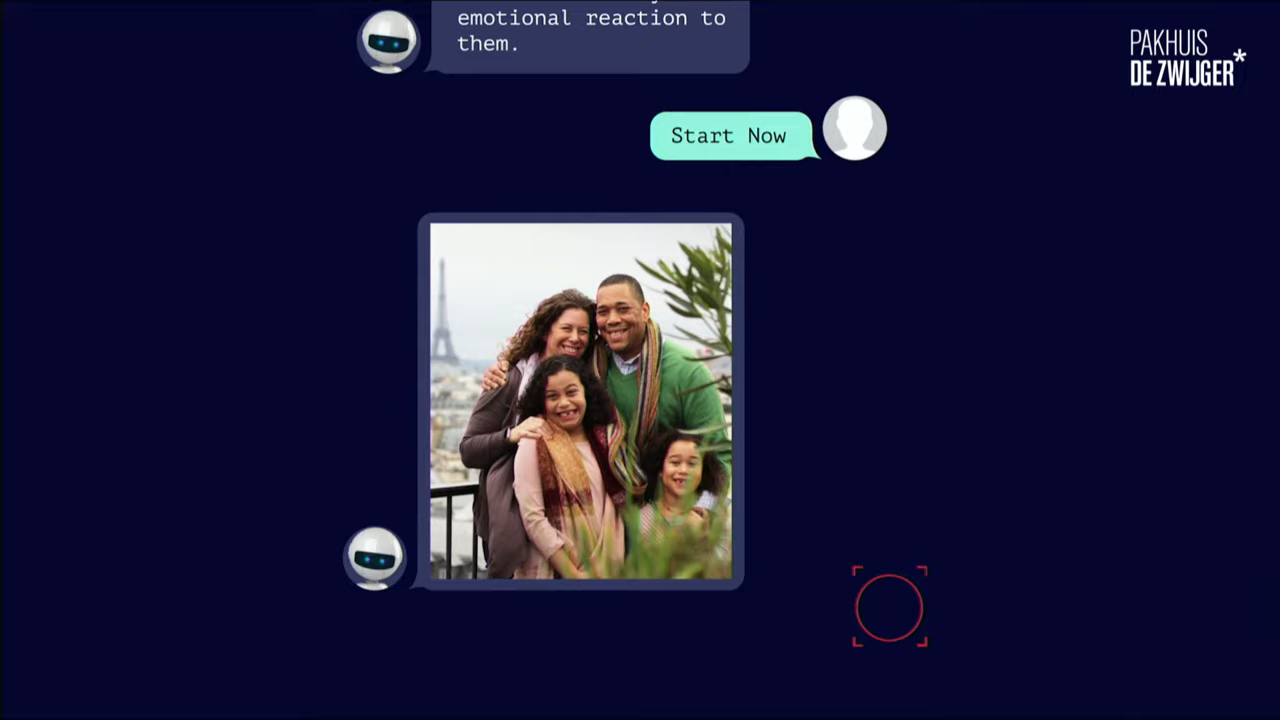 emotional reaction to
them.
PAKHUIS
DE ZWIJGER*
Start Now